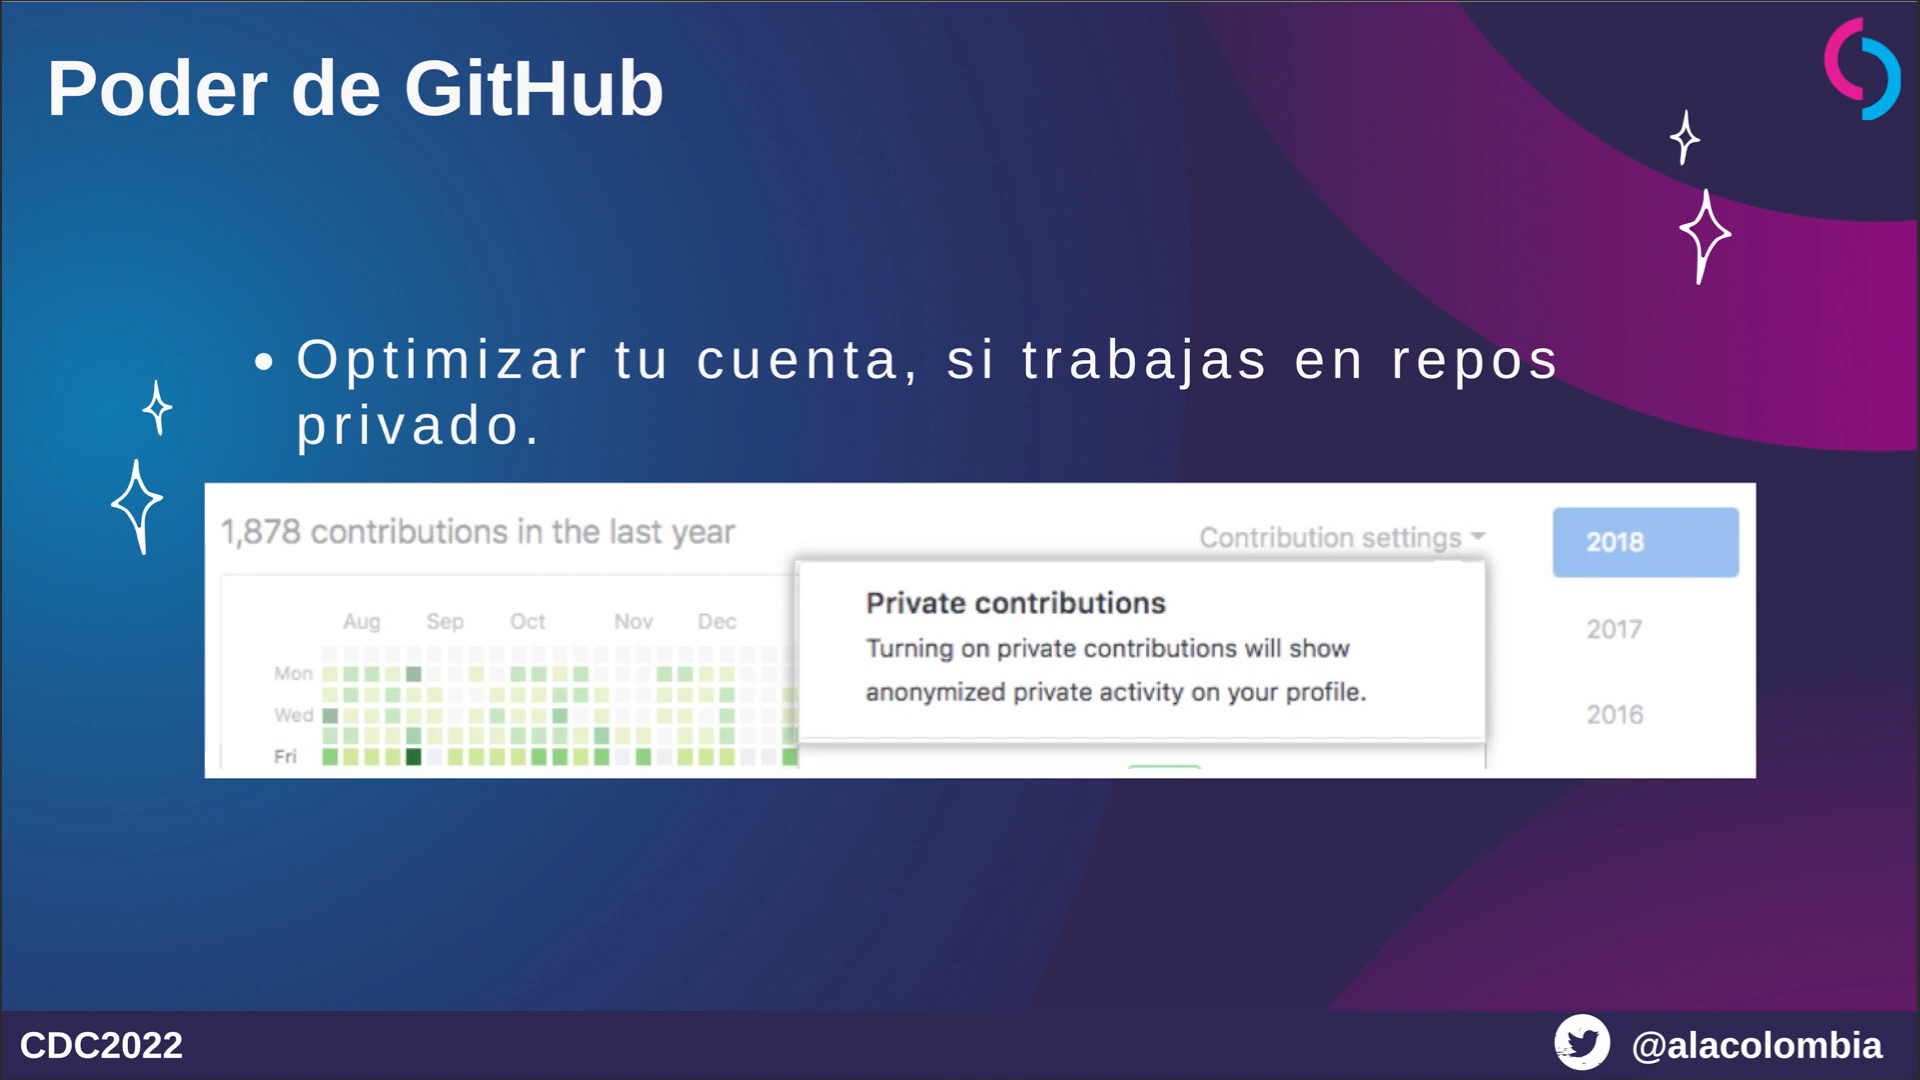 Poder de GitHub
• Optimizar tu cuenta, si trabajas en repos
privado.
1,878 contributions in the last year
Contribution settings
2018
2017
2016
Aug Sep Oct Nov Dec
Mon
Wed
Fri
Private contributions
Turning on private contributions will show
anonymized private activity on your profile.
CDC2022
@alacolombia